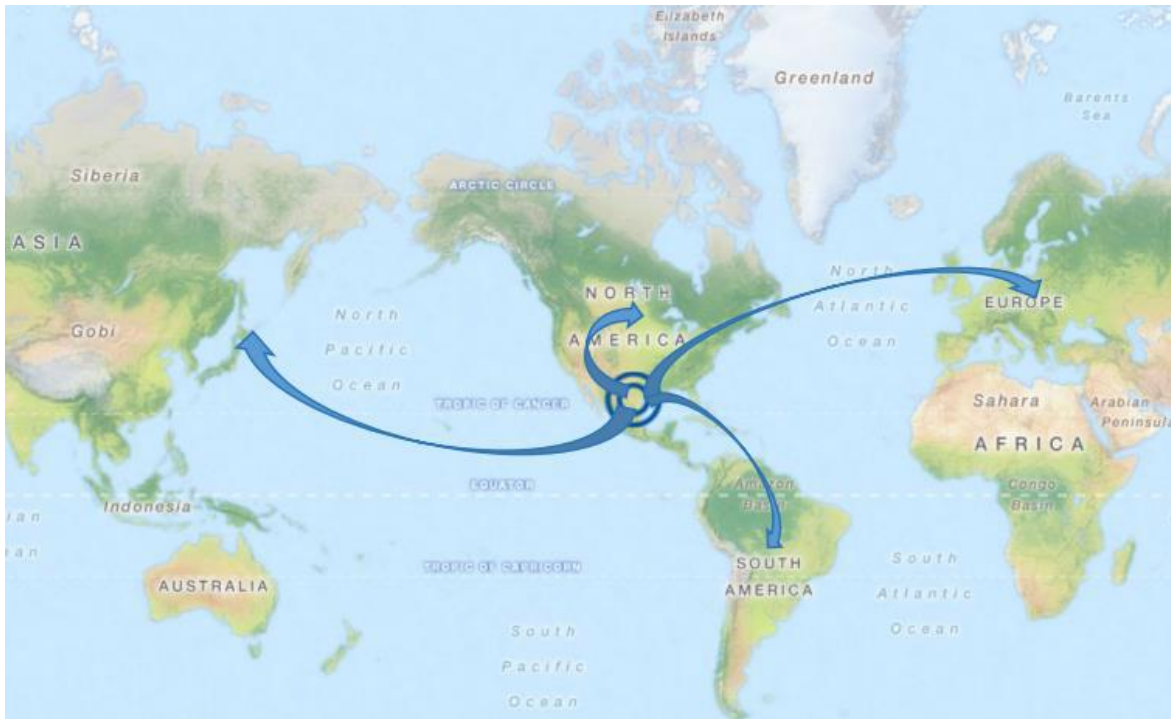 Elizabeth
Islands
Greenland
Barents
Sea
Siberia
ARCTIC CIRCLE
ASIA
North
Atlantic
Ocean
NORTH
AMERICA
EUROPE
Gobi
North
Pacific
Ocean
TROPIC OF CANCER
Sahara
Arabian
Peninsula
AFRICA
EQUATOR
Amazon
Basin
Congo
Basin
Indonesia
ian
an
TROPIC OF CAPRICORN
AUSTRALIA
SOUTH
AMERICA
South
Atlantic
Ocean
South
Pacific
Ocean